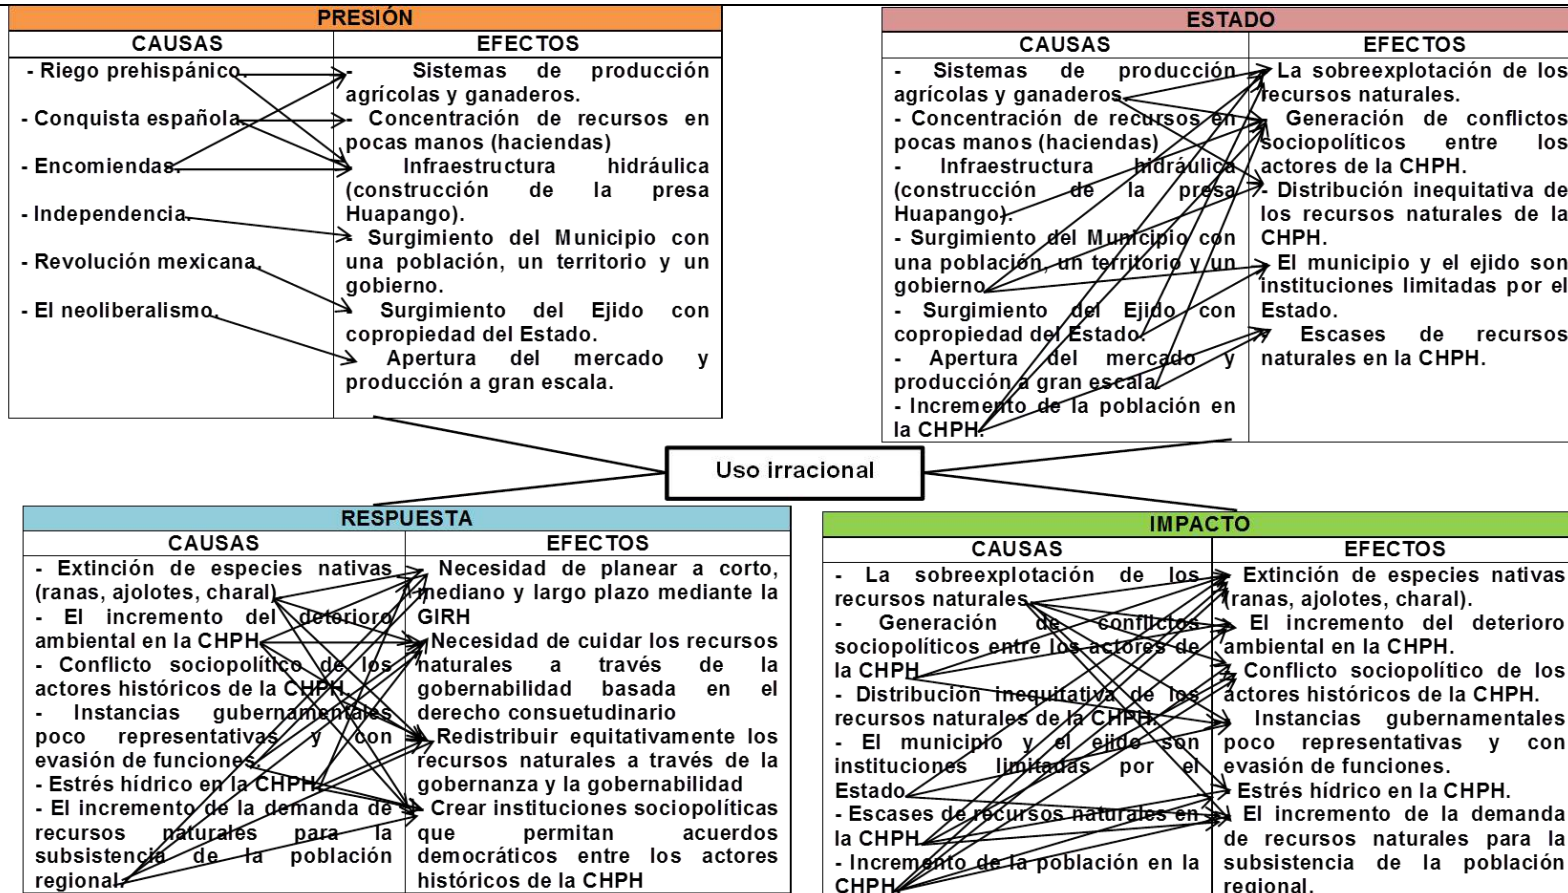 PRESIÓN
CAUSAS
- Riego prehispánico.
- Conquista española.
- Encomiendas.
- Independencia.
- Revolución mexicana.
- El neoliberalismo.
EFECTOS
- Sistemas de producción
agrícolas y ganaderos.
- Concentración de recursos en
pocas manos (haciendas)
- Infraestructura hidráulica
(construcción de la presa
Huapango).
- Surgimiento del Municipio con
una población, un territorio y un
gobierno.
- Surgimiento del Ejido con
copropiedad del Estado.
- Apertura del mercado y
producción a gran escala.
ESTADO
CAUSAS
- Sistemas de producción
agrícolas y ganaderos.
- Concentración de recursos en
pocas manos (haciendas)
- Infraestructura hidráulica
(construcción de la presa
Huapango).
- Surgimiento del Municipio con
una población, un territorio y un
gobierno.
- Surgimiento del Ejido con
copropiedad del Estado.
- Apertura del mercado y
producción a gran escala.
- Incremento de la población en
la CHPH.
EFECTOS
- La sobreexplotación de los
recursos naturales.
- Generación de conflictos
sociopolíticos entre los
actores de la CHPH.
- Distribución inequitativa de
los recursos naturales de la
CHPH.
- El municipio y el ejido son
instituciones limitadas por el
Estado.
- Escases de recursos
naturales en la CHPH.
Uso irracional
RESPUESTA
CAUSAS
- Extinción de especies nativas
(ranas, ajolotes, charal).
- El incremento del deterioro
ambiental en la CHPH.
- Conflicto sociopolítico de los
actores históricos de la CHPH.
- Instancias gubernamentales
poco representativas y con
evasión de funciones.
- Estrés hídrico en la CHPH.
- El incremento de la demanda de
recursos naturales para la
subsistencia de la población
regional.
EFECTOS
- Necesidad de planear a corto,
mediano y largo plazo mediante la
GIRH
- Necesidad de cuidar los recursos
naturales a través de la
gobernabilidad basada en el
derecho consuetudinario
- Redistribuir equitativamente los
recursos naturales a través de la
gobernanza y la gobernabilidad
- Crear instituciones sociopolíticas
que permitan acuerdos
democráticos entre los actores
históricos de la CHPH
IMPACTO
CAUSAS
- La sobreexplotación de los
recursos naturales.
- Generación de conflictos
sociopolíticos entre los actores de
la CHPH.
- Distribución inequitativa de los
recursos naturales de la CHPH.
- El municipio y el ejido son
instituciones limitadas por el
Estado.
- Escases de recursos naturales en
la CHPH.
- Incremento de la población en la
CHPH.
EFECTOS
- Extinción de especies nativas
(ranas, ajolotes, charal).
- El incremento del deterioro
ambiental en la CHPH.
- Conflicto sociopolítico de los
actores históricos de la CHPH.
- Instancias gubernamentales
poco representativas y con
evasión de funciones.
- Estrés hídrico en la CHPH.
- El incremento de la demanda
de recursos naturales para la
subsistencia de la población
regional.